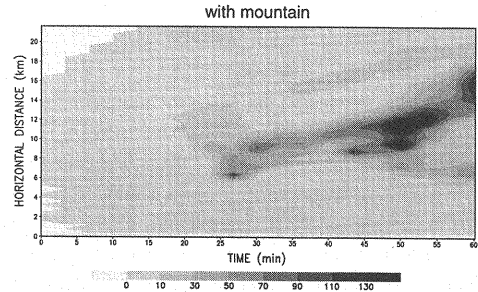 with mountain
HORIZONTAL DISTANCE (km)
20
18
16
14
12
10
8
6
4
2
0
0 5 10 15 20 25 30 35 40 45 50 55 60
TIME (min)
0 10 30 50 70 90 110 130